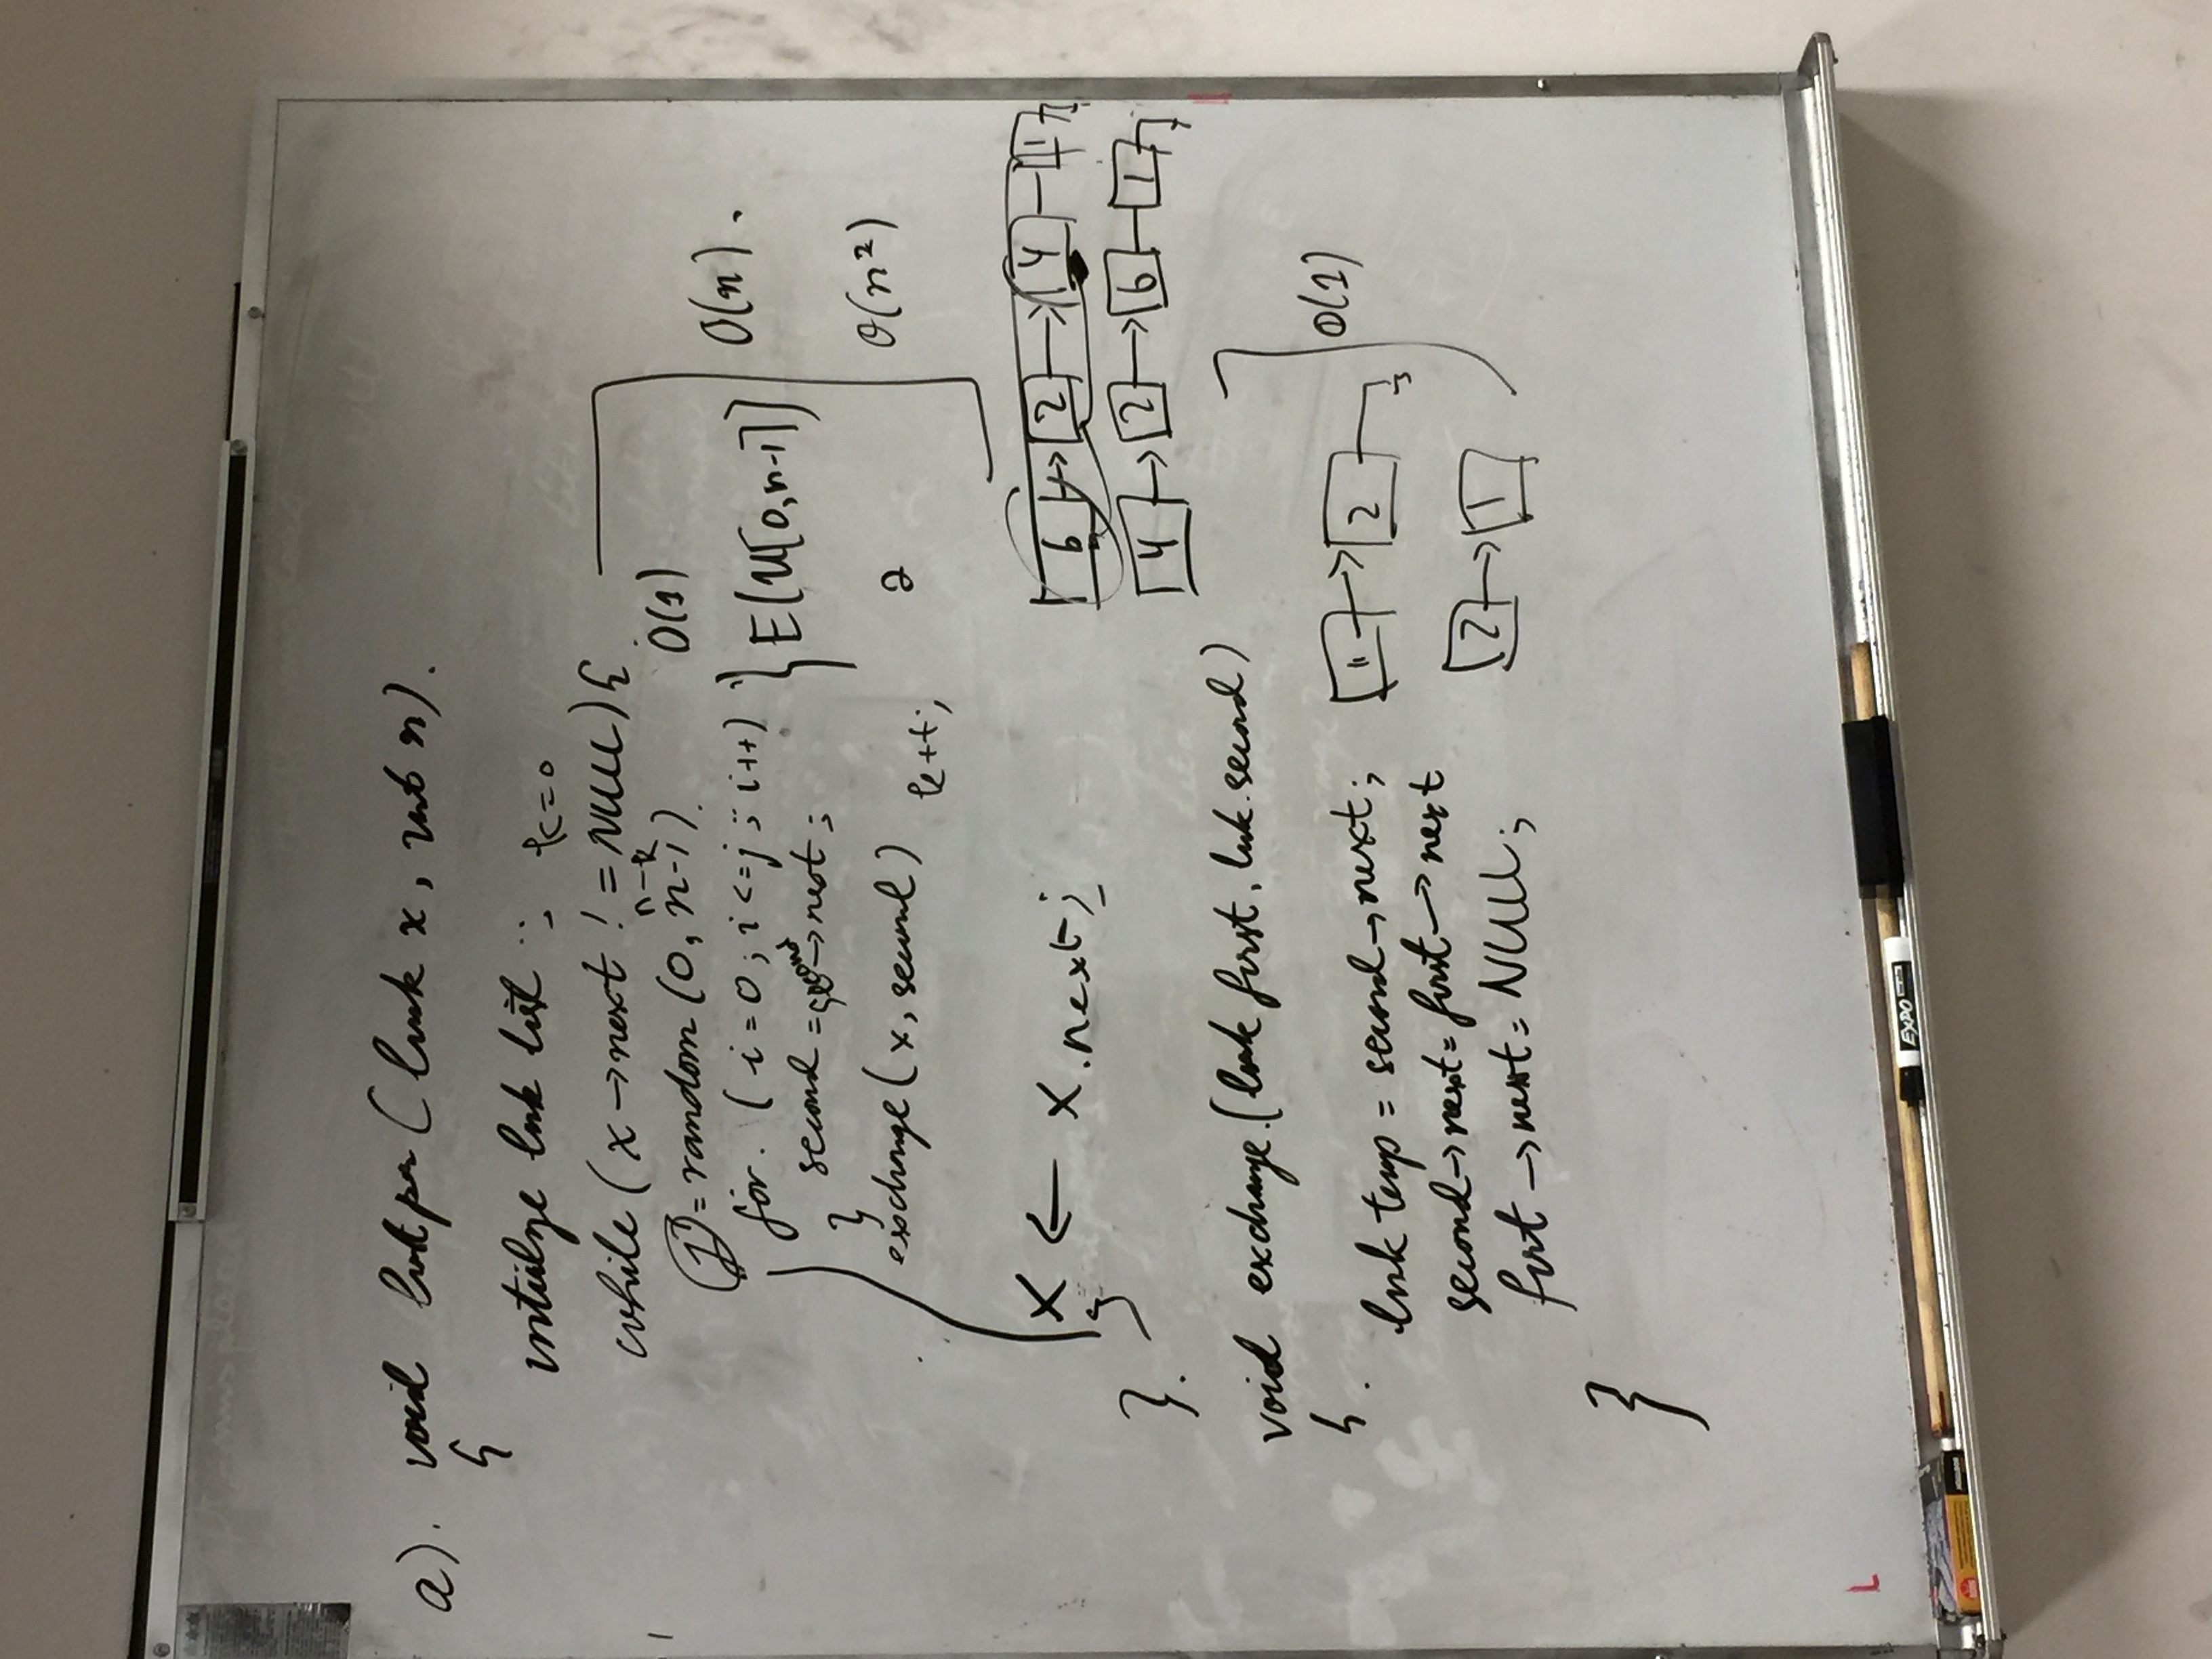 a). void listper (link x, int n).
{
intialize link list ; k=0
while (x→next != NULL) {
n-k
j = random (0, n-1). O(1)
for. (i=0; i<=j; i++) } E(U[0,n-1]) O(n).
second = second→next;
}
exchange (x, second) k++; 2 Θ(n²)
x ← x.next;
}
}.
6 → 2 → 4 — 1
4 → 2 → 6 — 1
void exchange. (link first, link second)
{
link temp = second→next; 1 → 2 O(1)
second→next = first→next
first→next = NULL; 2 → 1
}
L
EXPO